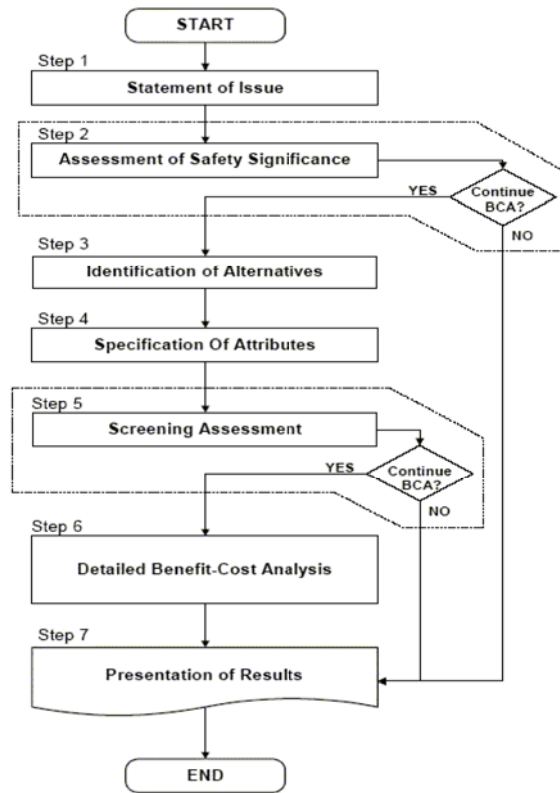 START
Step 1
Statement of Issue
Step 2
Assessment of Safety Significance
Continue
BCA?
YES
NO
Step 3
Identification of Alternatives
Step 4
Specification Of Attributes
Step 5
Screening Assessment
Continue
BCA?
YES
NO
Step 6
Detailed Benefit-Cost Analysis
Step 7
Presentation of Results
END